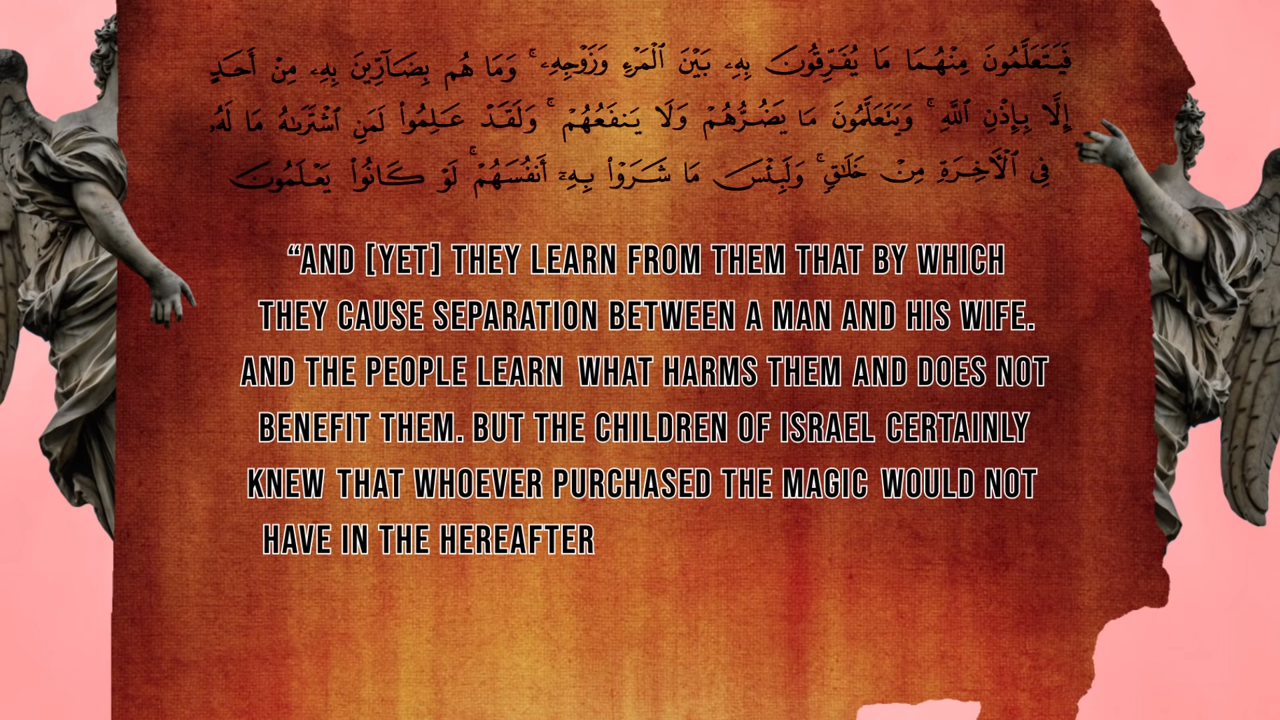 فَيَتَعَلَّمُونَ مِنْهُمَا مَا يُفَرِّقُونَ بِهِۦ بَيْنَ ٱلْمَرْءِ وَزَوْجِهِۦ ۚ وَمَا هُم بِضَآرِّينَ بِهِۦ مِنْ أَحَدٍ
إِلَّا بِإِذْنِ ٱللَّهِ ۚ وَيَتَعَلَّمُونَ مَا يَضُرُّهُمْ وَلَا يَنفَعُهُمْ ۚ وَلَقَدْ عَلِمُوا۟ لَمَنِ ٱشْتَرَىٰهُ مَا لَهُۥ
فِى ٱلْـَٔاخِرَةِ مِنْ خَلَـٰقٍ ۚ وَلَبِئْسَ مَا شَرَوْا۟ بِهِۦٓ أَنفُسَهُمْ ۚ لَوْ كَانُوا۟ يَعْلَمُونَ
“AND [YET] THEY LEARN FROM THEM THAT BY WHICH
THEY CAUSE SEPARATION BETWEEN A MAN AND HIS WIFE.
AND THE PEOPLE LEARN WHAT HARMS THEM AND DOES NOT
BENEFIT THEM. BUT THE CHILDREN OF ISRAEL CERTAINLY
KNEW THAT WHOEVER PURCHASED THE MAGIC WOULD NOT
HAVE IN THE HEREAFTER